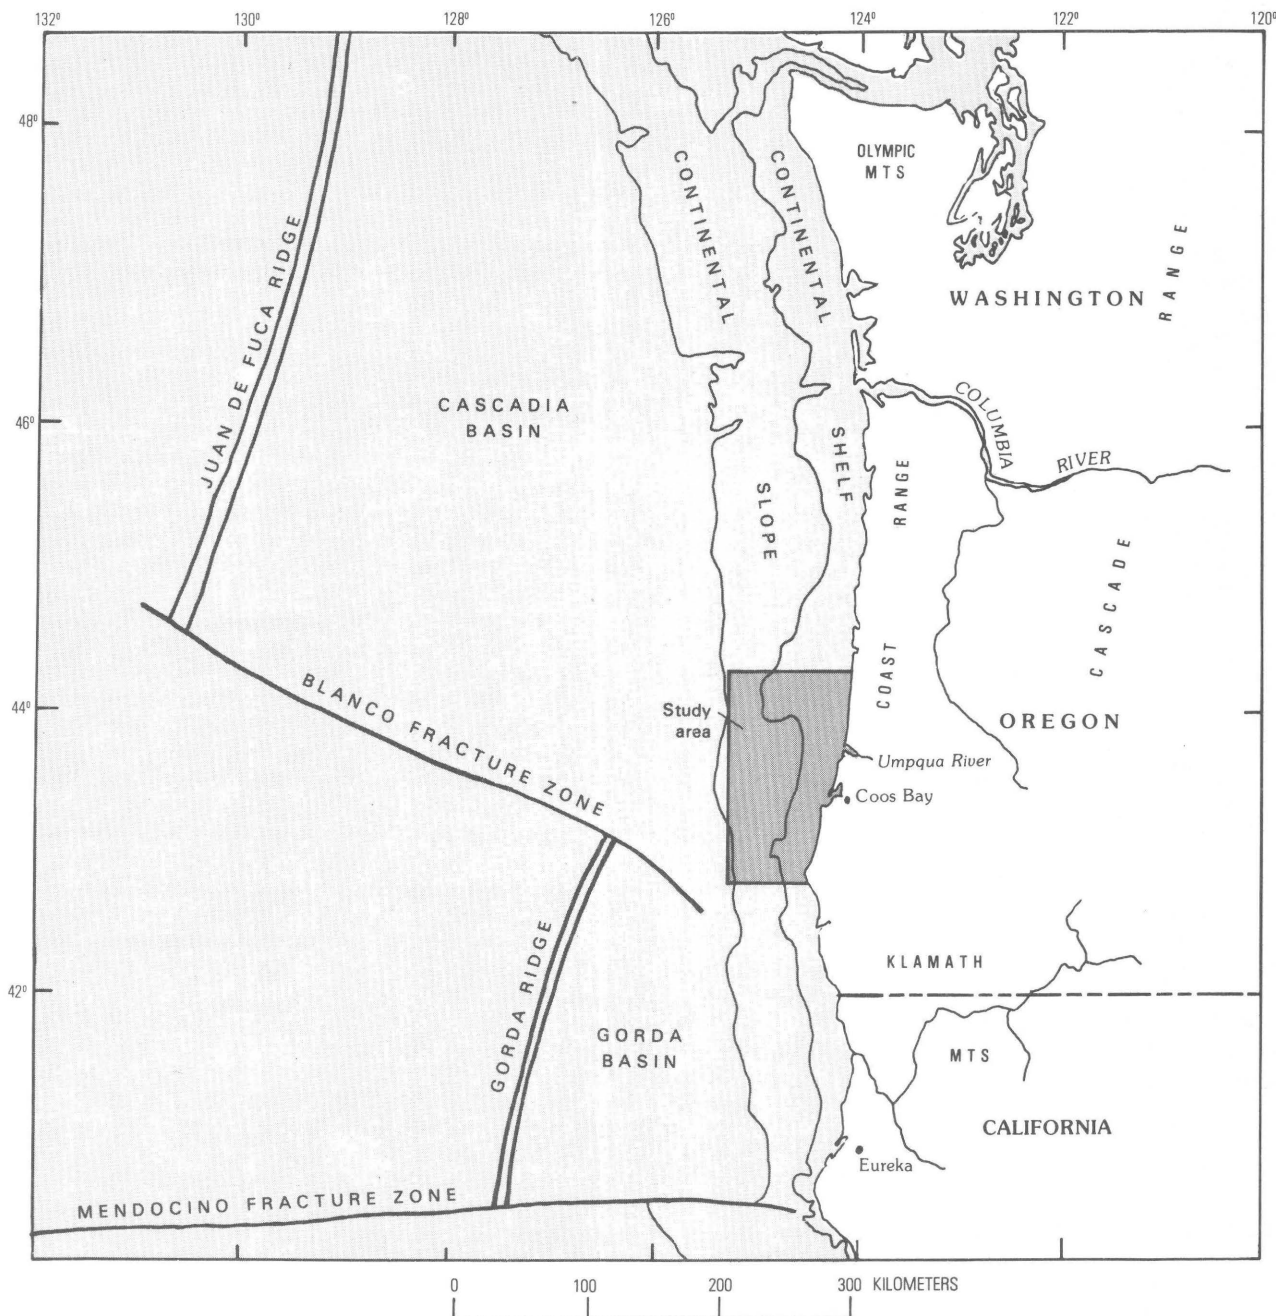 132° 130° 128° 126° 124° 122° 120°
48°
46°
44°
42°
OLYMPIC
MTS
CONTINENTAL
CONTINENTAL
RANGE
WASHINGTON
JUAN DE FUCA RIDGE
CASCADIA
BASIN
COLUMBIA
RIVER
SHELF
RANGE
SLOPE
CASCADE
COAST
BLANCO FRACTURE ZONE
Study
area
OREGON
Umpqua River
Coos Bay
GORDA RIDGE
KLAMATH
GORDA
BASIN
MTS
CALIFORNIA
Eureka
MENDOCINO FRACTURE ZONE
0 100 200 300 KILOMETERS